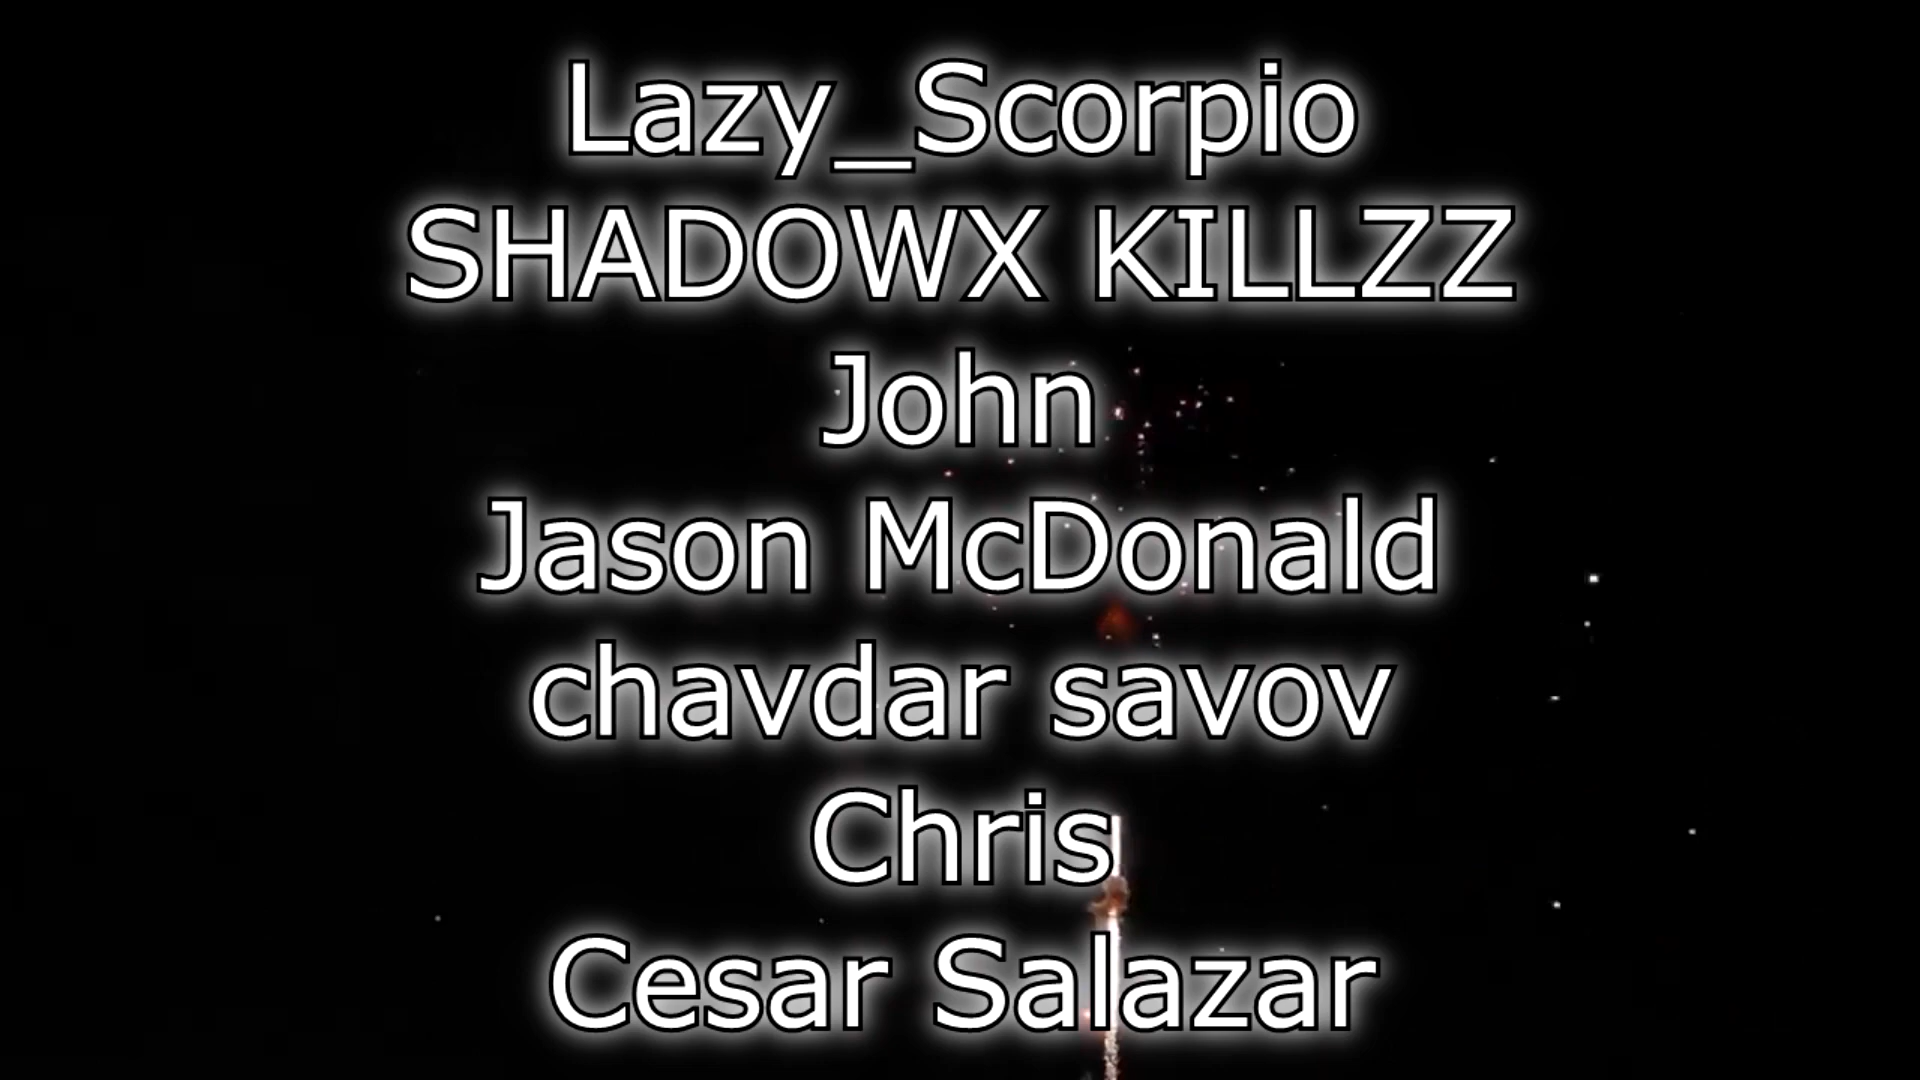 Lazy_Scorpio
SHADOWX KILLZZ
John
Jason McDonald
chavdar savov
Chris
Cesar Salazar